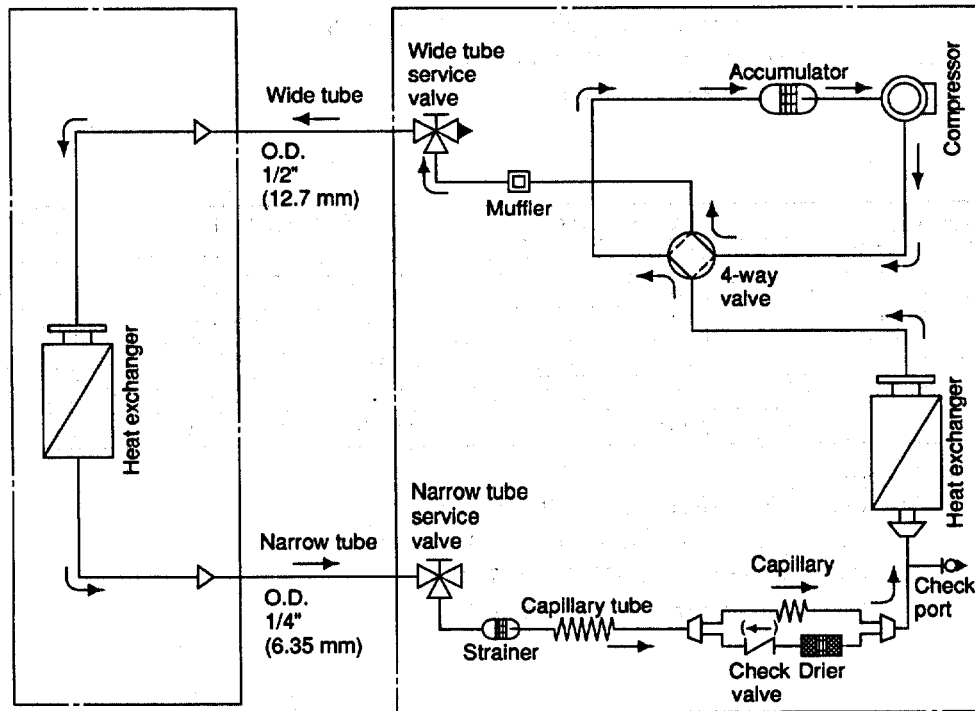 Wide tube
service
valve
Accumulator
Compressor
Wide tube
O.D.
1/2"
(12.7 mm)
Muffler
4-way
valve
Heat exchanger
Heat exchanger
Narrow tube
service
valve
Narrow tube
O.D.
1/4"
(6.35 mm)
Capillary
Check
port
Capillary tube
Strainer
Check Drier
valve